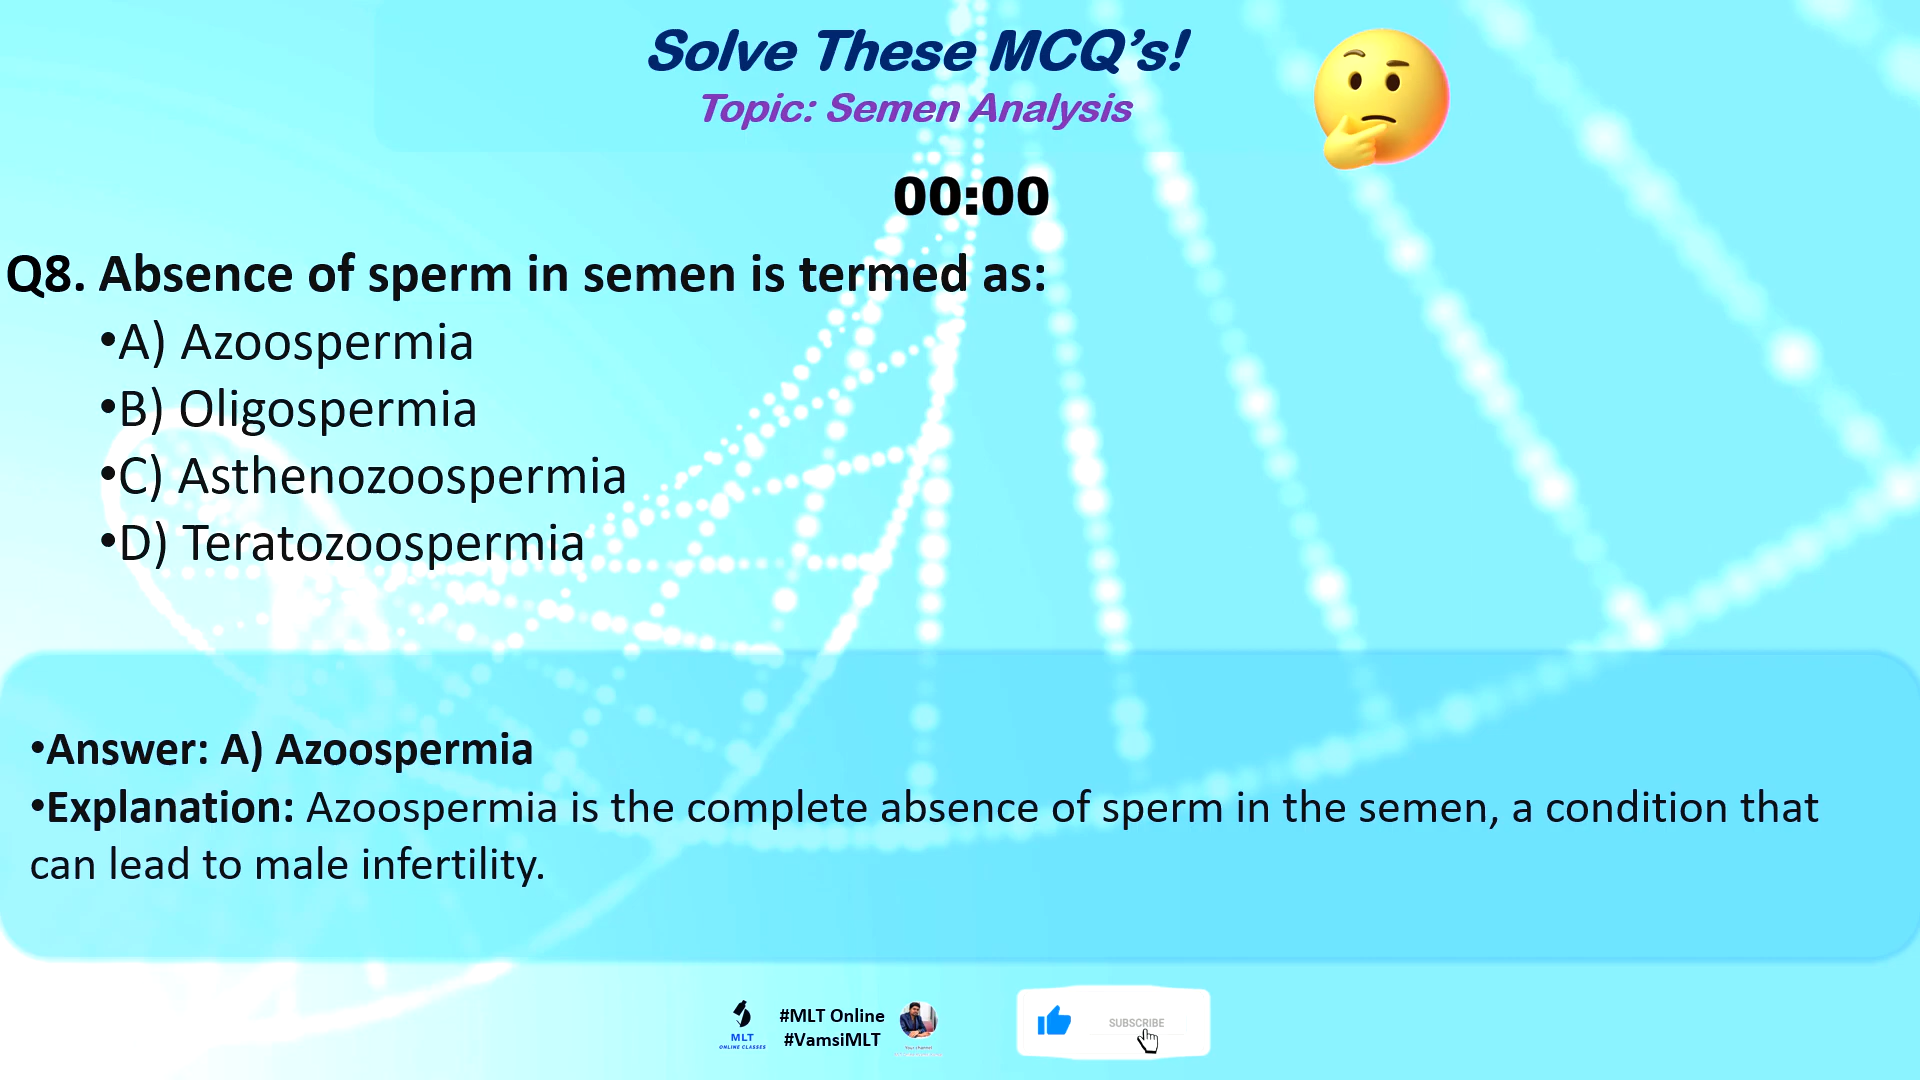 Solve These MCQ’s!
Topic: Semen Analysis
00:00
Q8. Absence of sperm in semen is termed as:
•A) Azoospermia
•B) Oligospermia
•C) Asthenozoospermia
•D) Teratozoospermia
•Answer: A) Azoospermia
•Explanation: Azoospermia is the complete absence of sperm in the semen, a condition that
can lead to male infertility.
MLT
ONLINE CLASSES
#MLT Online
#VamsiMLT
SUBSCRIBE